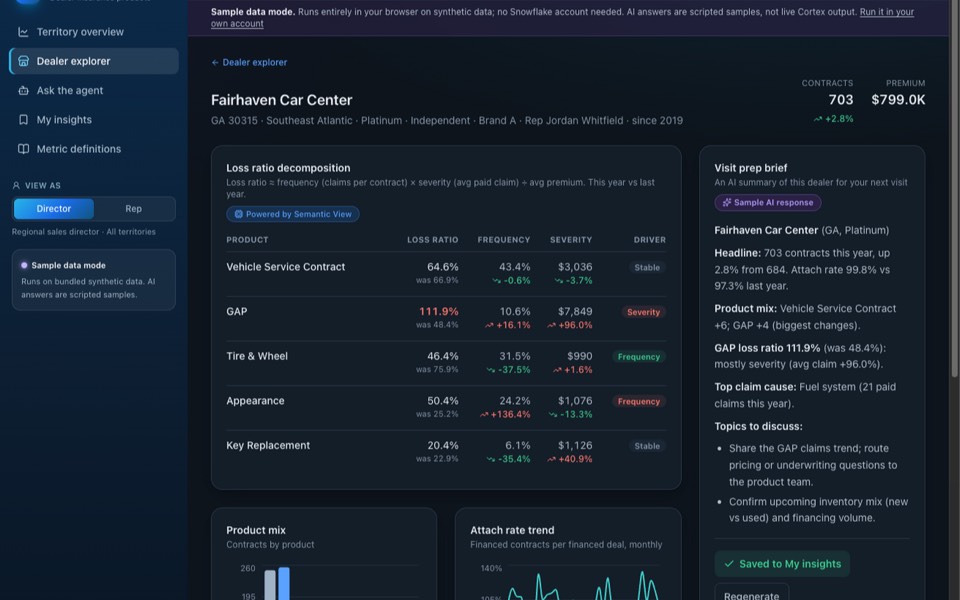 Sample data mode. Runs entirely in your browser on synthetic data; no Snowflake account needed. AI answers are scripted samples, not live Cortex output. Run it in your
own account
Territory overview
Dealer explorer
Ask the agent
My insights
Metric definitions
VIEW AS
Director
Rep
Regional sales director · All territories
Sample data mode
Runs on bundled synthetic data. AI
answers are scripted samples.
← Dealer explorer
Fairhaven Car Center
GA 30315 · Southeast Atlantic · Platinum · Independent · Brand A · Rep Jordan Whitfield · since 2019
CONTRACTS
703
+2.8%
PREMIUM
$799.0K
Loss ratio decomposition
Loss ratio = frequency (claims per contract) × severity (avg paid claim) ÷ avg premium. This year vs last
year.
Powered by Semantic View
PRODUCT LOSS RATIO FREQUENCY SEVERITY DRIVER
Vehicle Service Contract 64.6% 43.4% $3,036 Stable
was 66.9% -0.6% -3.7%
GAP 111.9% 10.6% $7,849 Severity
was 48.4% +16.1% +96.0%
Tire & Wheel 46.4% 31.5% $990 Frequency
was 75.9% -37.5% +1.6%
Appearance 50.4% 24.2% $1,076 Frequency
was 25.2% +136.4% -13.3%
Key Replacement 20.4% 6.1% $1,126 Stable
was 22.9% -35.4% +40.9%
Product mix
Contracts by product
260
195
Attach rate trend
Financed contracts per financed deal, monthly
140%
Visit prep brief
An AI summary of this dealer for your next visit
Sample AI response
Fairhaven Car Center (GA, Platinum)
Headline: 703 contracts this year, up
2.8% from 684. Attach rate 99.8% vs
97.3% last year.
Product mix: Vehicle Service Contract
+6; GAP +4 (biggest changes).
GAP loss ratio 111.9% (was 48.4%):
mostly severity (avg claim +96.0%).
Top claim cause: Fuel system (21 paid
claims this year).
Topics to discuss:
• Share the GAP claims trend; route
pricing or underwriting questions to
the product team.
• Confirm upcoming inventory mix (new
vs used) and financing volume.
Saved to My insights
Regenerate